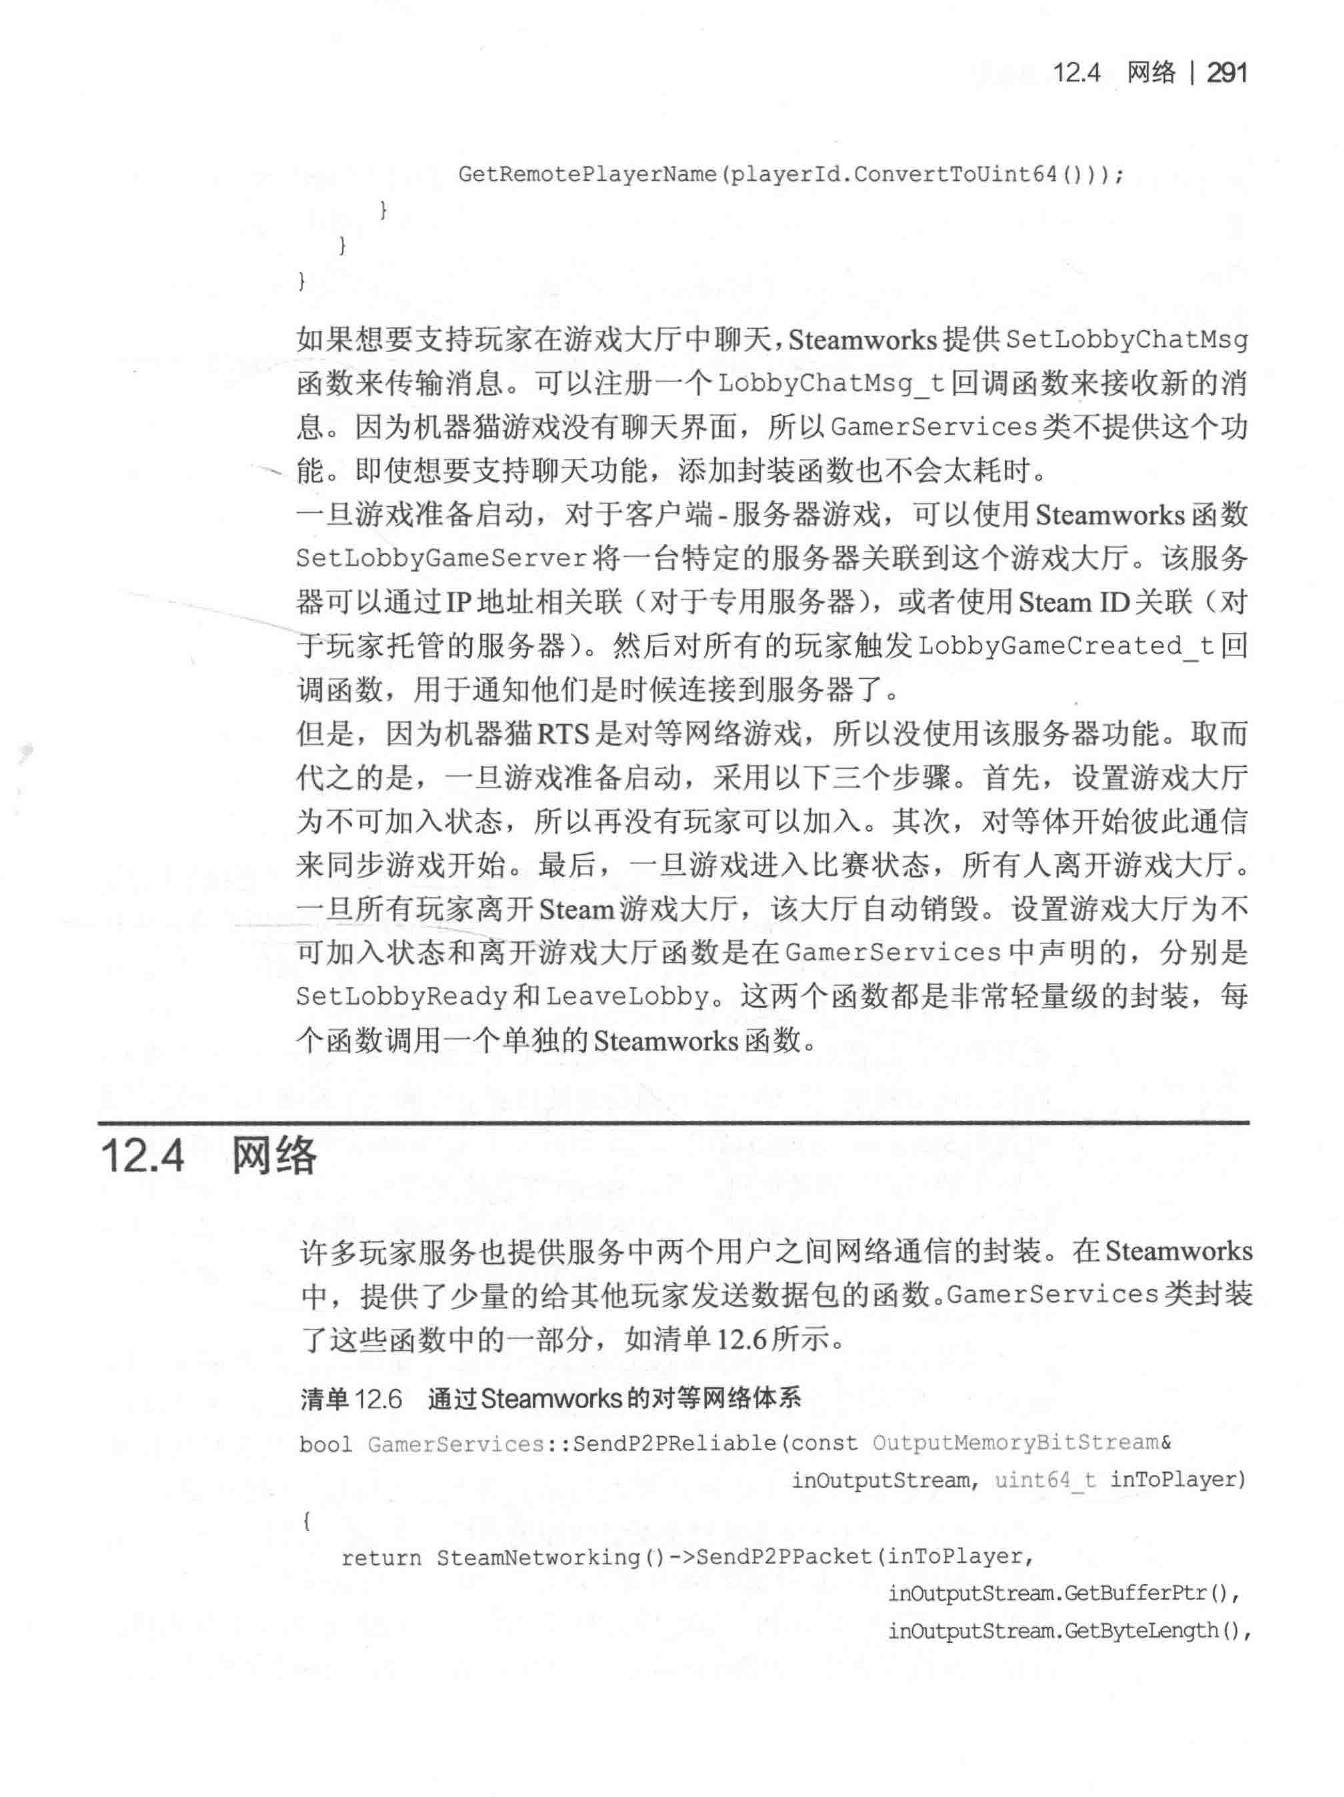 12.4 网络 | 291
GetRemotePlayerName(playerId.ConvertToUint64()));
}
}
}
如果想要支持玩家在游戏大厅中聊天,Steamworks提供SetLobbyChatMsg
函数来传输消息。可以注册一个LobbyChatMsg_t回调函数来接收新的消
息。因为机器猫游戏没有聊天界面，所以GamerServices类不提供这个功
能。即使想要支持聊天功能，添加封装函数也不会太耗时。
一旦游戏准备启动，对于客户端-服务器游戏，可以使用Steamworks函数
SetLobbyGameServer将一台特定的服务器关联到这个游戏大厅。该服务
器可以通过IP地址相关联（对于专用服务器），或者使用Steam ID关联（对
于玩家托管的服务器）。然后对所有的玩家触发LobbyGameCreated_t回
调函数，用于通知他们是时候连接到服务器了。
但是，因为机器猫RTS是对等网络游戏，所以没使用该服务器功能。取而
代之的是，一旦游戏准备启动，采用以下三个步骤。首先，设置游戏大厅
为不可加入状态，所以再没有玩家可以加入。其次，对等体开始彼此通信
来同步游戏开始。最后，一旦游戏进入比赛状态，所有人离开游戏大厅。
一旦所有玩家离开Steam游戏大厅，该大厅自动销毁。设置游戏大厅为不
可加入状态和离开游戏大厅函数是在GamerServices中声明的，分别是
SetLobbyReady和LeaveLobby。这两个函数都是非常轻量级的封装，每
个函数调用一个单独的Steamworks函数。
12.4 网络
许多玩家服务也提供服务中两个用户之间网络通信的封装。在Steamworks
中，提供了少量的给其他玩家发送数据包的函数。GamerServices类封装
了这些函数中的一部分，如清单12.6所示。
清单12.6 通过Steamworks的对等网络体系
bool GamerServices::SendP2PReliable(const OutputMemoryBitStream&
inOutputStream, uint64_t inToPlayer)
{
return SteamNetworking()->SendP2PPacket(inToPlayer,
inOutputStream.GetBufferPtr(),
inOutputStream.GetByteLength(),